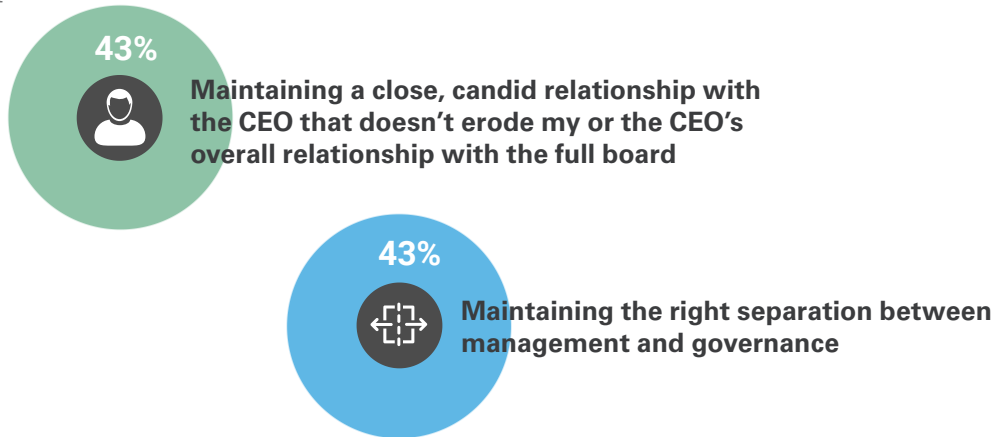 43%
Maintaining a close, candid relationship with
the CEO that doesn’t erode my or the CEO’s
overall relationship with the full board
43%
Maintaining the right separation between
management and governance